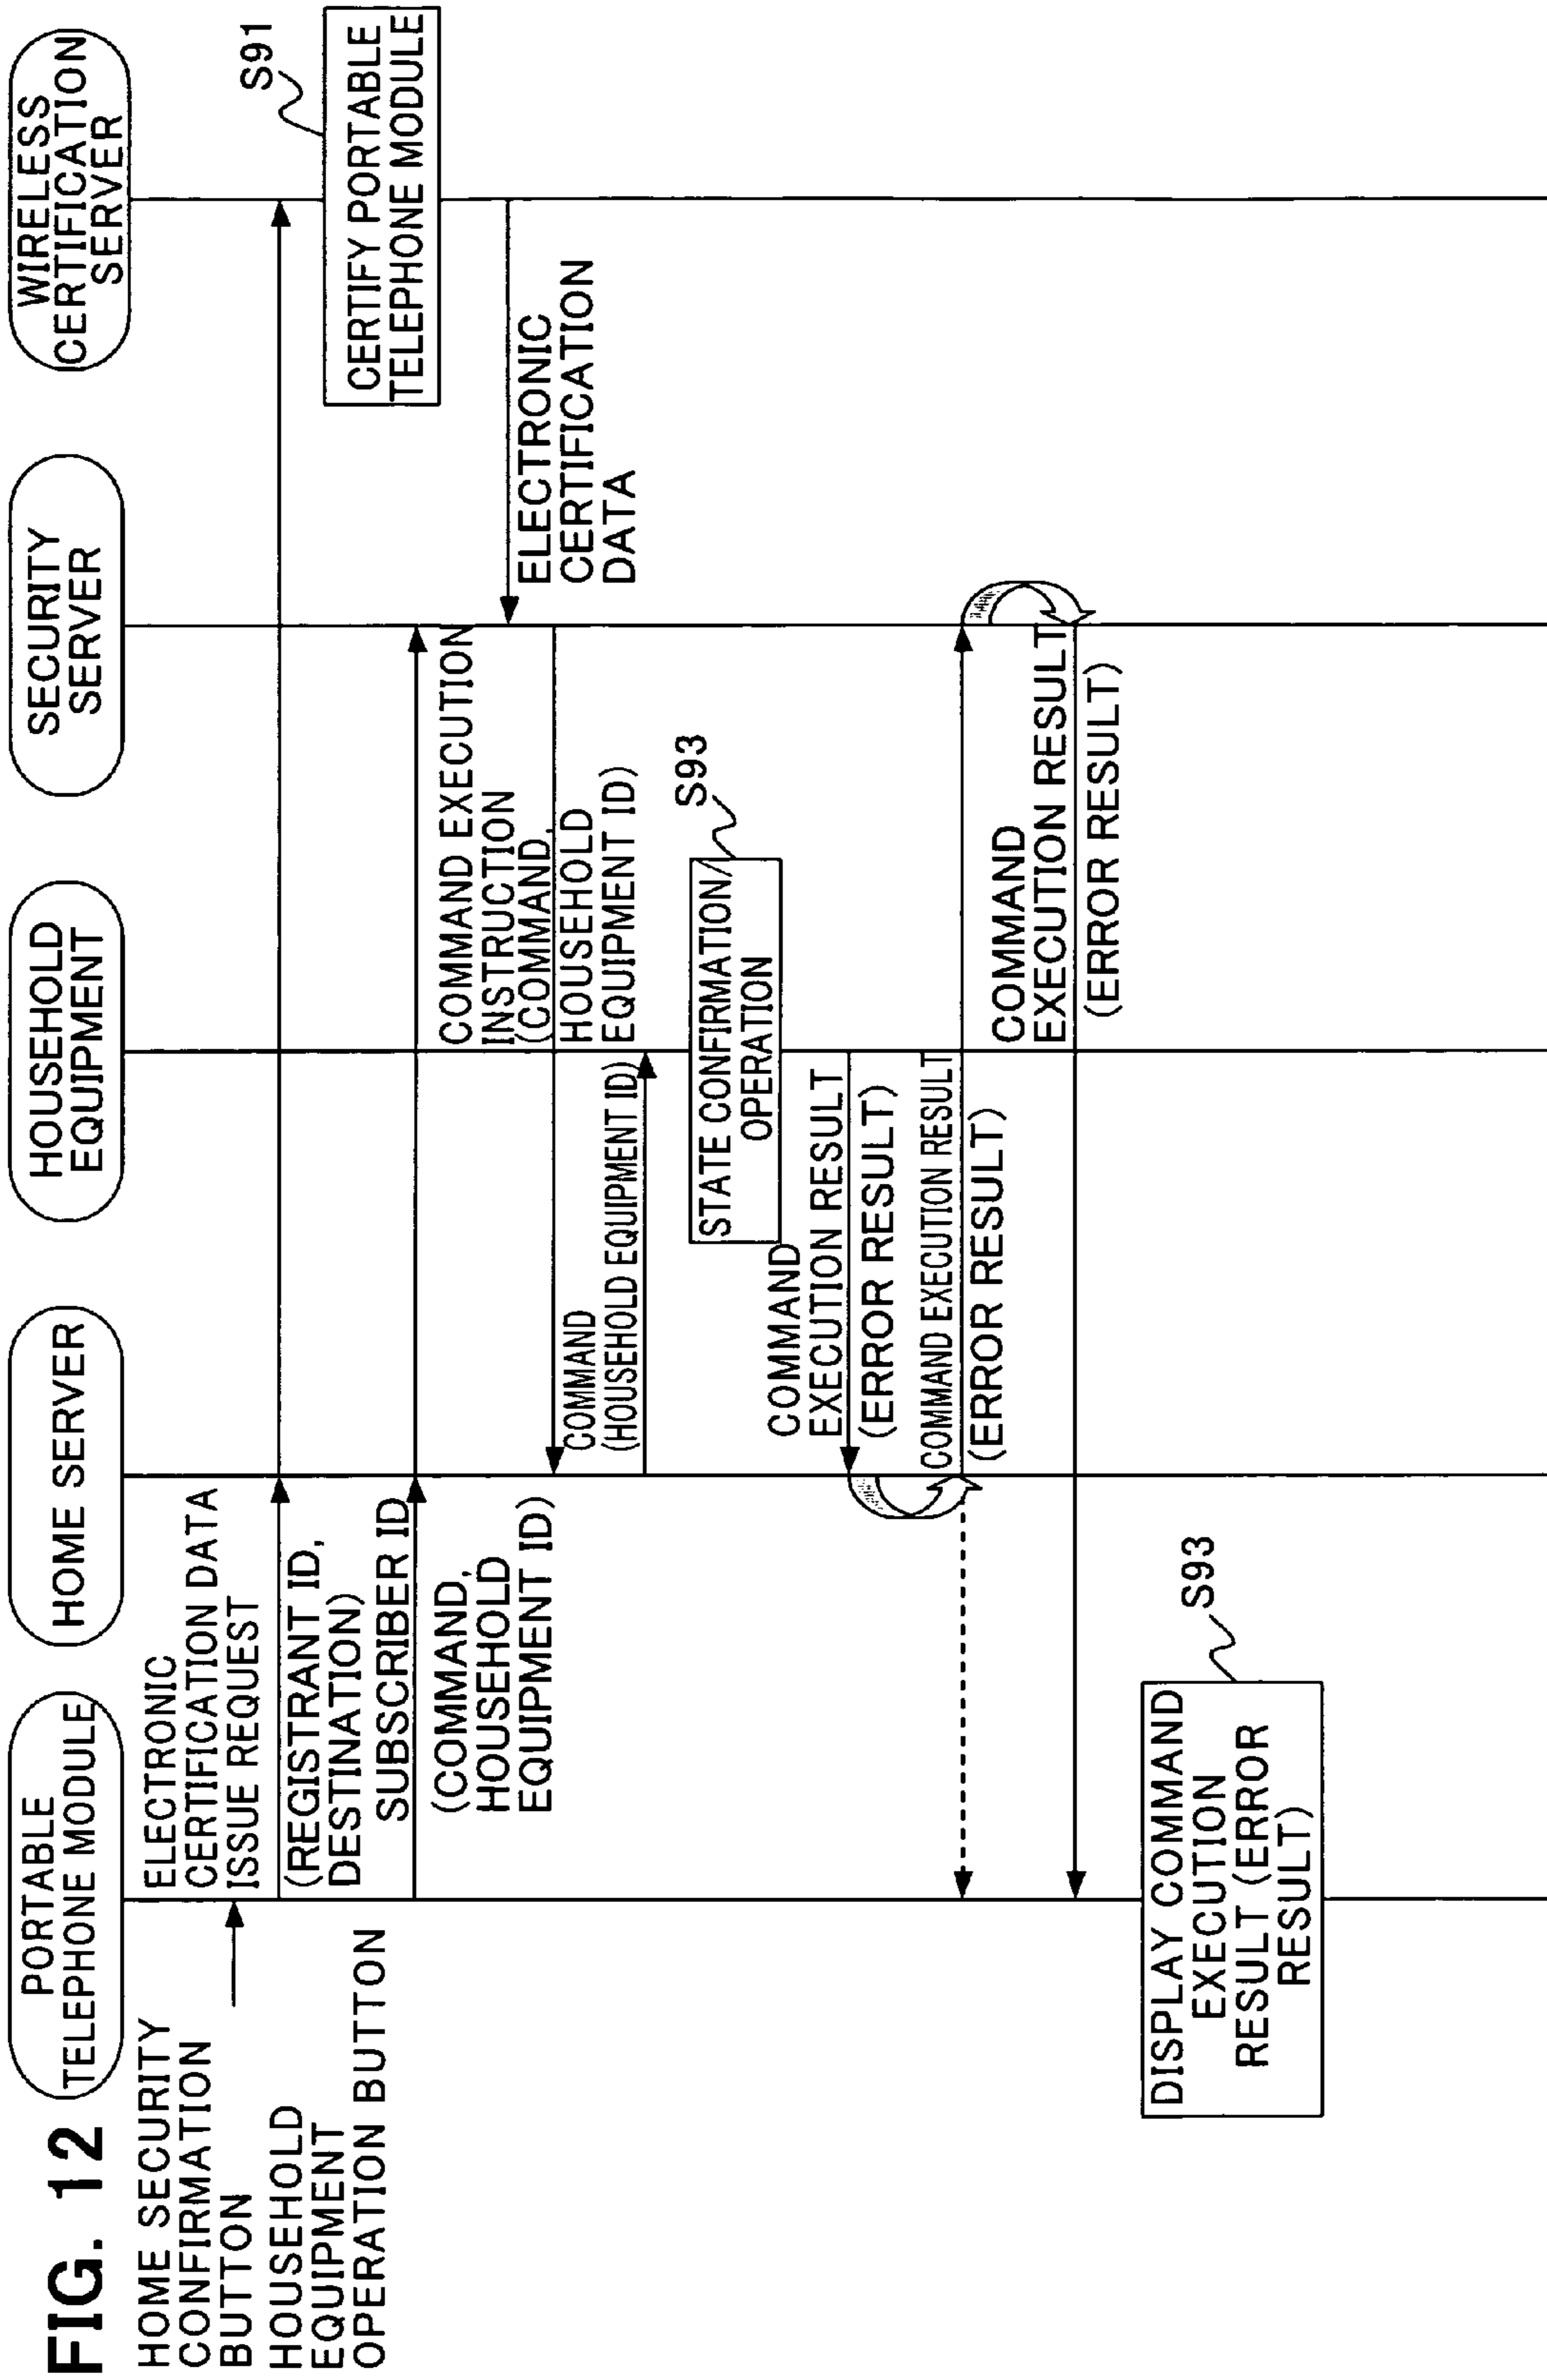 FIG. 12
PORTABLE
TELEPHONE MODULE
HOME SERVER
HOUSEHOLD
EQUIPMENT
SECURITY
SERVER
WIRELESS
CERTIFICATION
SERVER
HOME SECURITY
CONFIRMATION
BUTTON
HOUSEHOLD
EQUIPMENT
OPERATION BUTTON
ELECTRONIC
CERTIFICATION DATA
ISSUE REQUEST
(REGISTRANT ID,
DESTINATION)
S91
CERTIFY PORTABLE
TELEPHONE MODULE
SUBSCRIBER ID
(COMMAND,
HOUSEHOLD
EQUIPMENT ID)
ELECTRONIC
CERTIFICATION
DATA
COMMAND EXECUTION
INSTRUCTION
(COMMAND,
HOUSEHOLD
EQUIPMENT ID)
COMMAND
(HOUSEHOLD EQUIPMENT ID)
S93
STATE CONFIRMATION/
OPERATION
COMMAND
EXECUTION RESULT
(ERROR RESULT)
COMMAND EXECUTION RESULT
(ERROR RESULT)
COMMAND
EXECUTION RESULT
(ERROR RESULT)
S93
DISPLAY COMMAND
EXECUTION
RESULT (ERROR
RESULT)